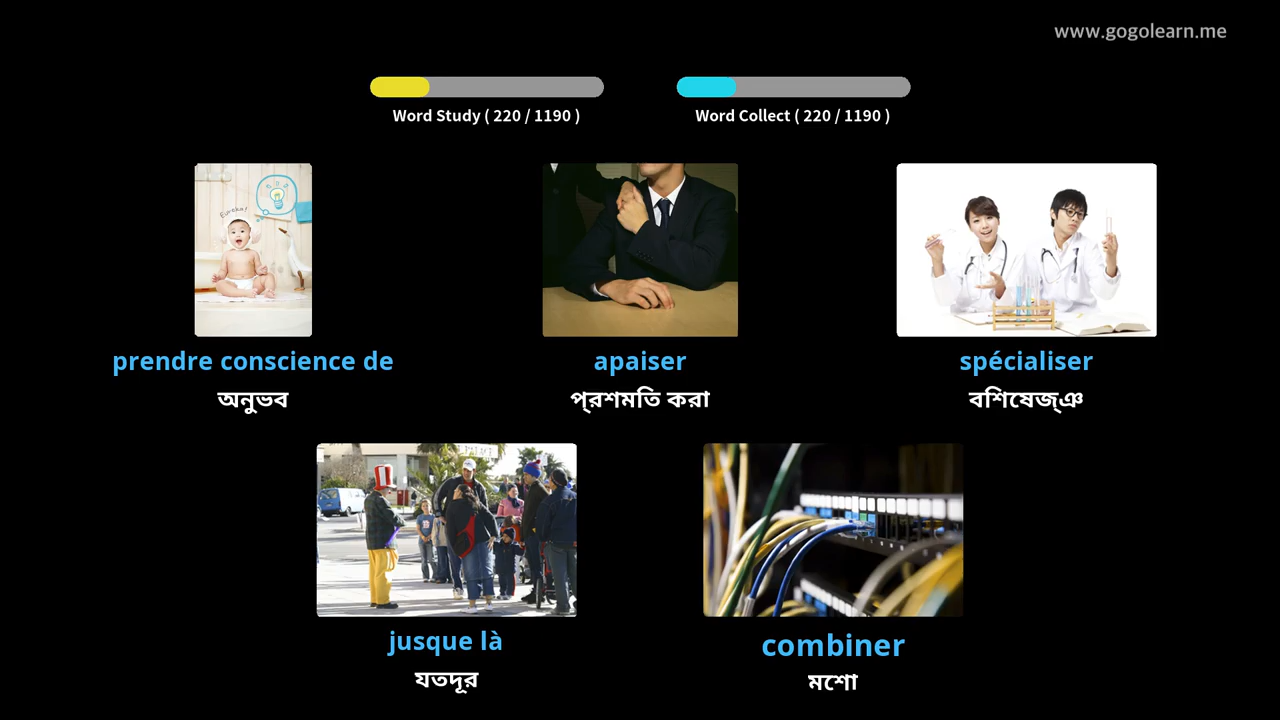 www.gogolearn.me
Word Study ( 220 / 1190 )
Word Collect ( 220 / 1190 )
Eureka!
prendre conscience de
অনুভব
apaiser
প্‌রশমতি করা
spécialiser
বশিষেজ্‌ঞ
jusque là
যতদূর
combiner
মশো